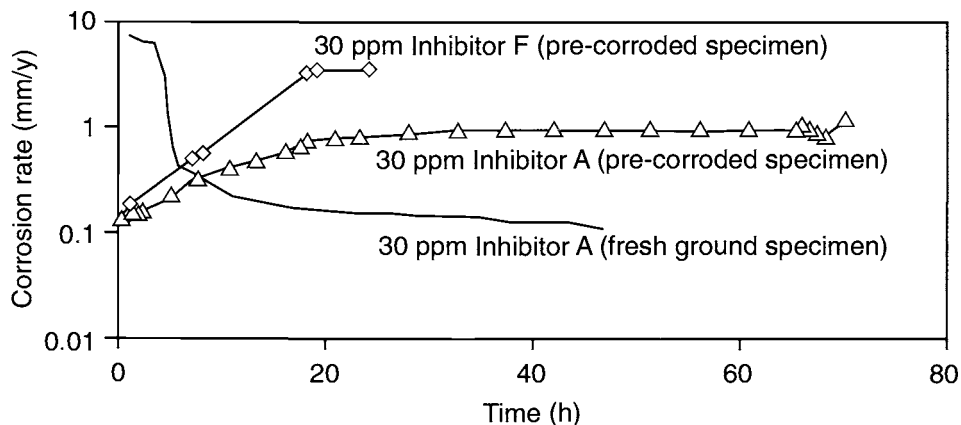 10
30 ppm Inhibitor F (pre-corroded specimen)
1
30 ppm Inhibitor A (pre-corroded specimen)
0.1
30 ppm Inhibitor A (fresh ground specimen)
0.01
Corrosion rate (mm/y)
0 20 40 60 80
Time (h)